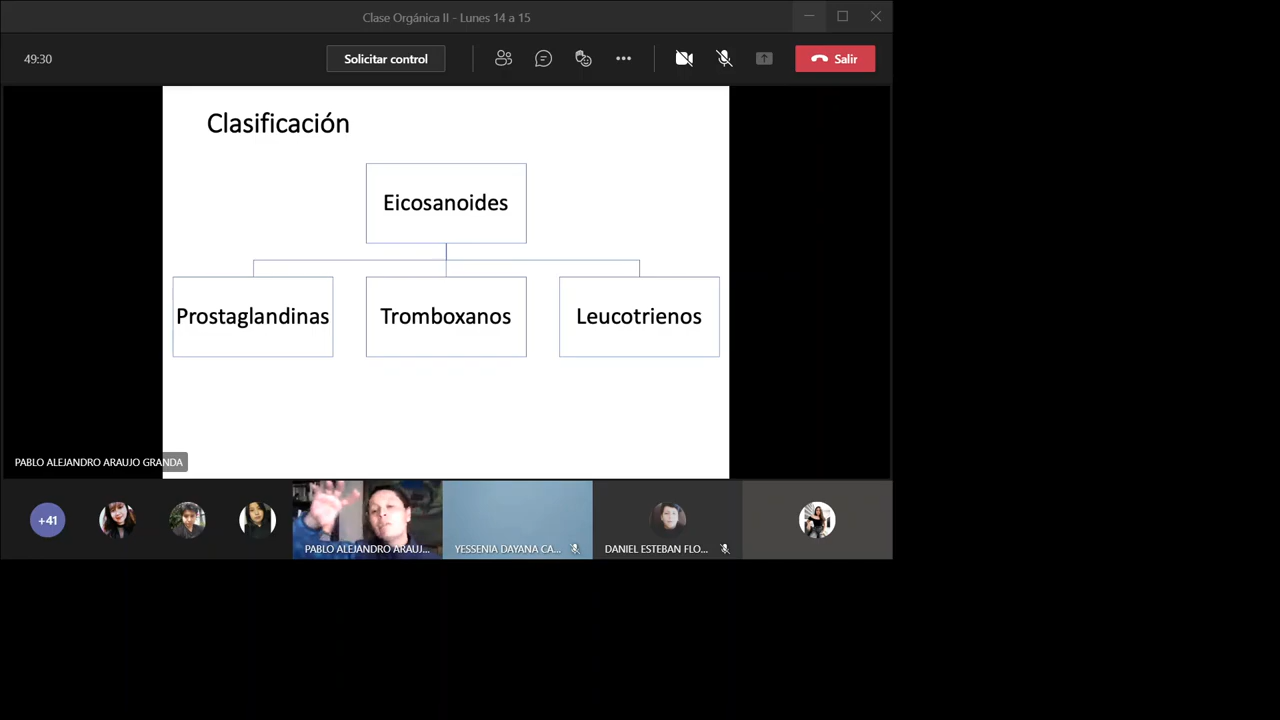 Clase Orgánica II - Lunes 14 a 15
49:30
Solicitar control
Salir
Clasificación
Eicosanoides
Prostaglandinas
Tromboxanos
Leucotrienos
PABLO ALEJANDRO ARAUJO GRANDA
+41
PABLO ALEJANDRO ARAUJ...
YESSENIA DAYANA CA...
DANIEL ESTEBAN FLO...